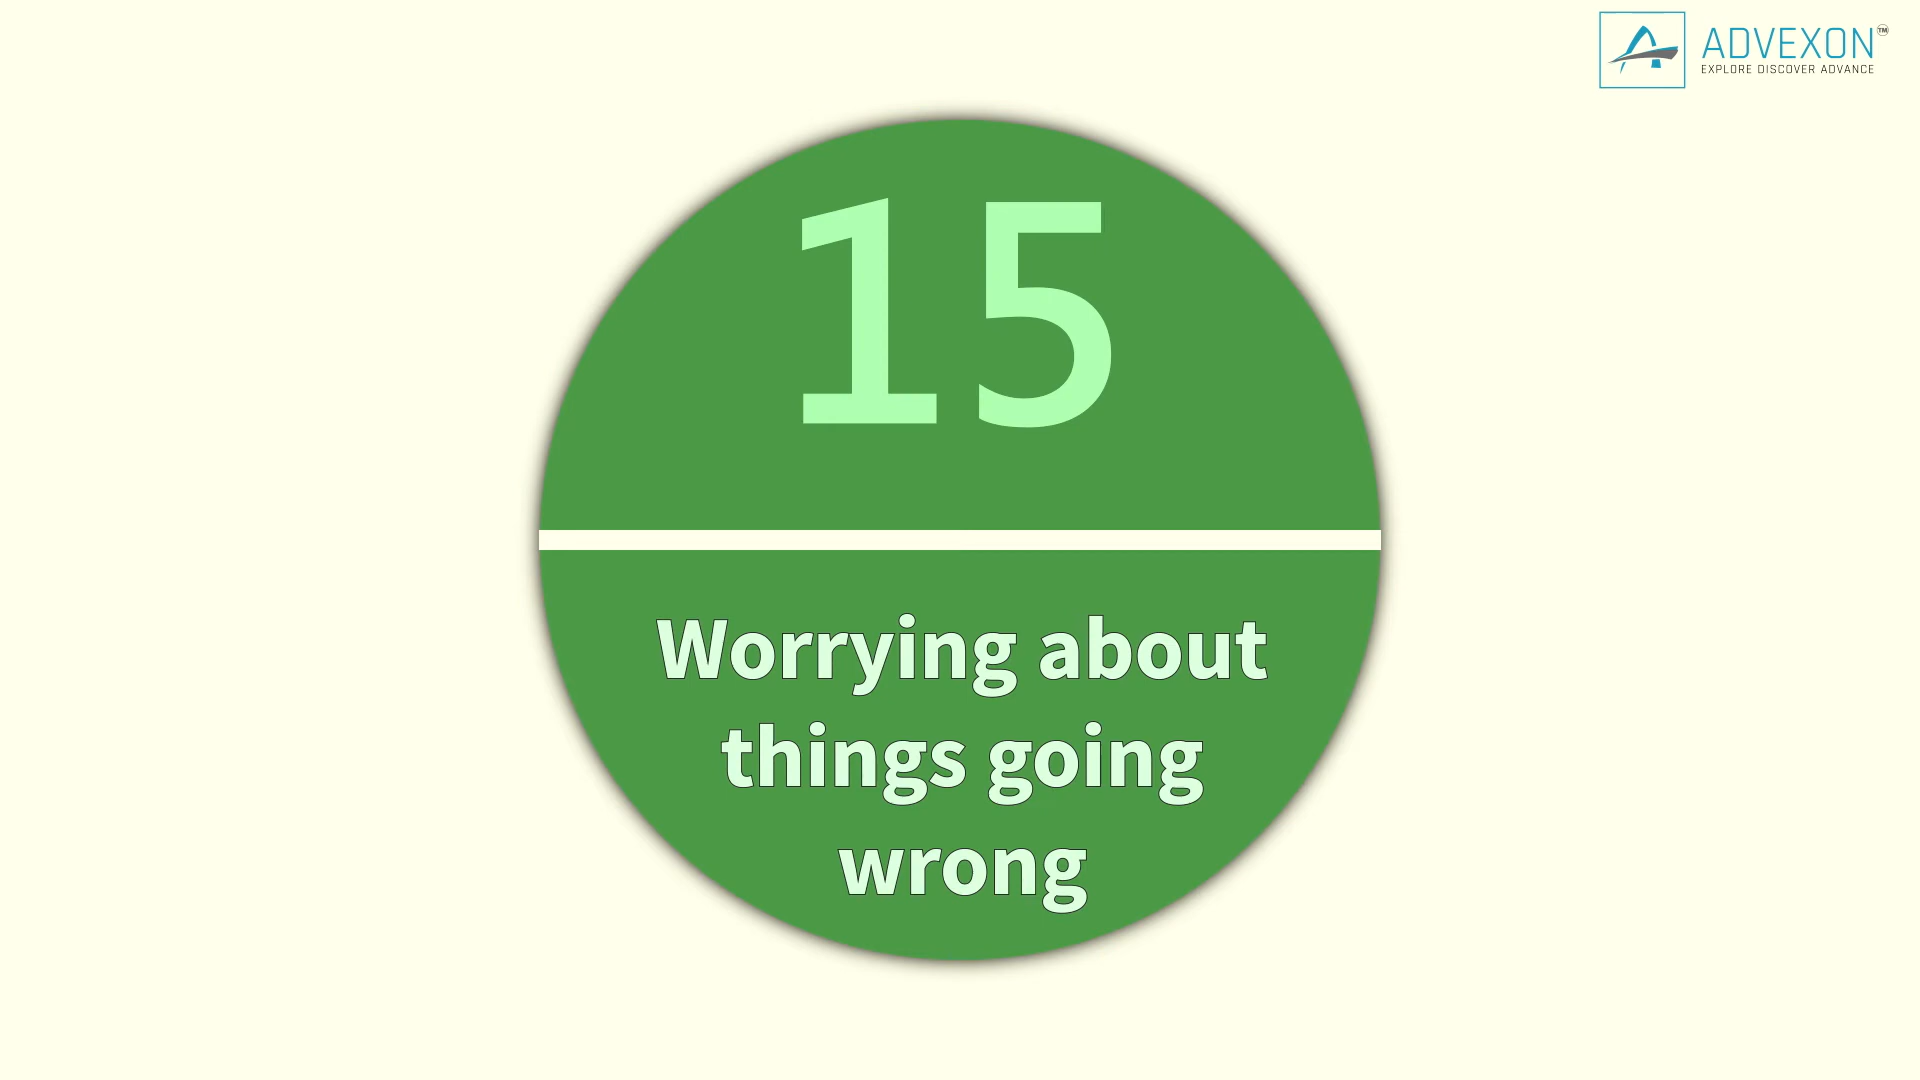 ADVEXON™
EXPLORE DISCOVER ADVANCE
15
Worrying about
things going
wrong